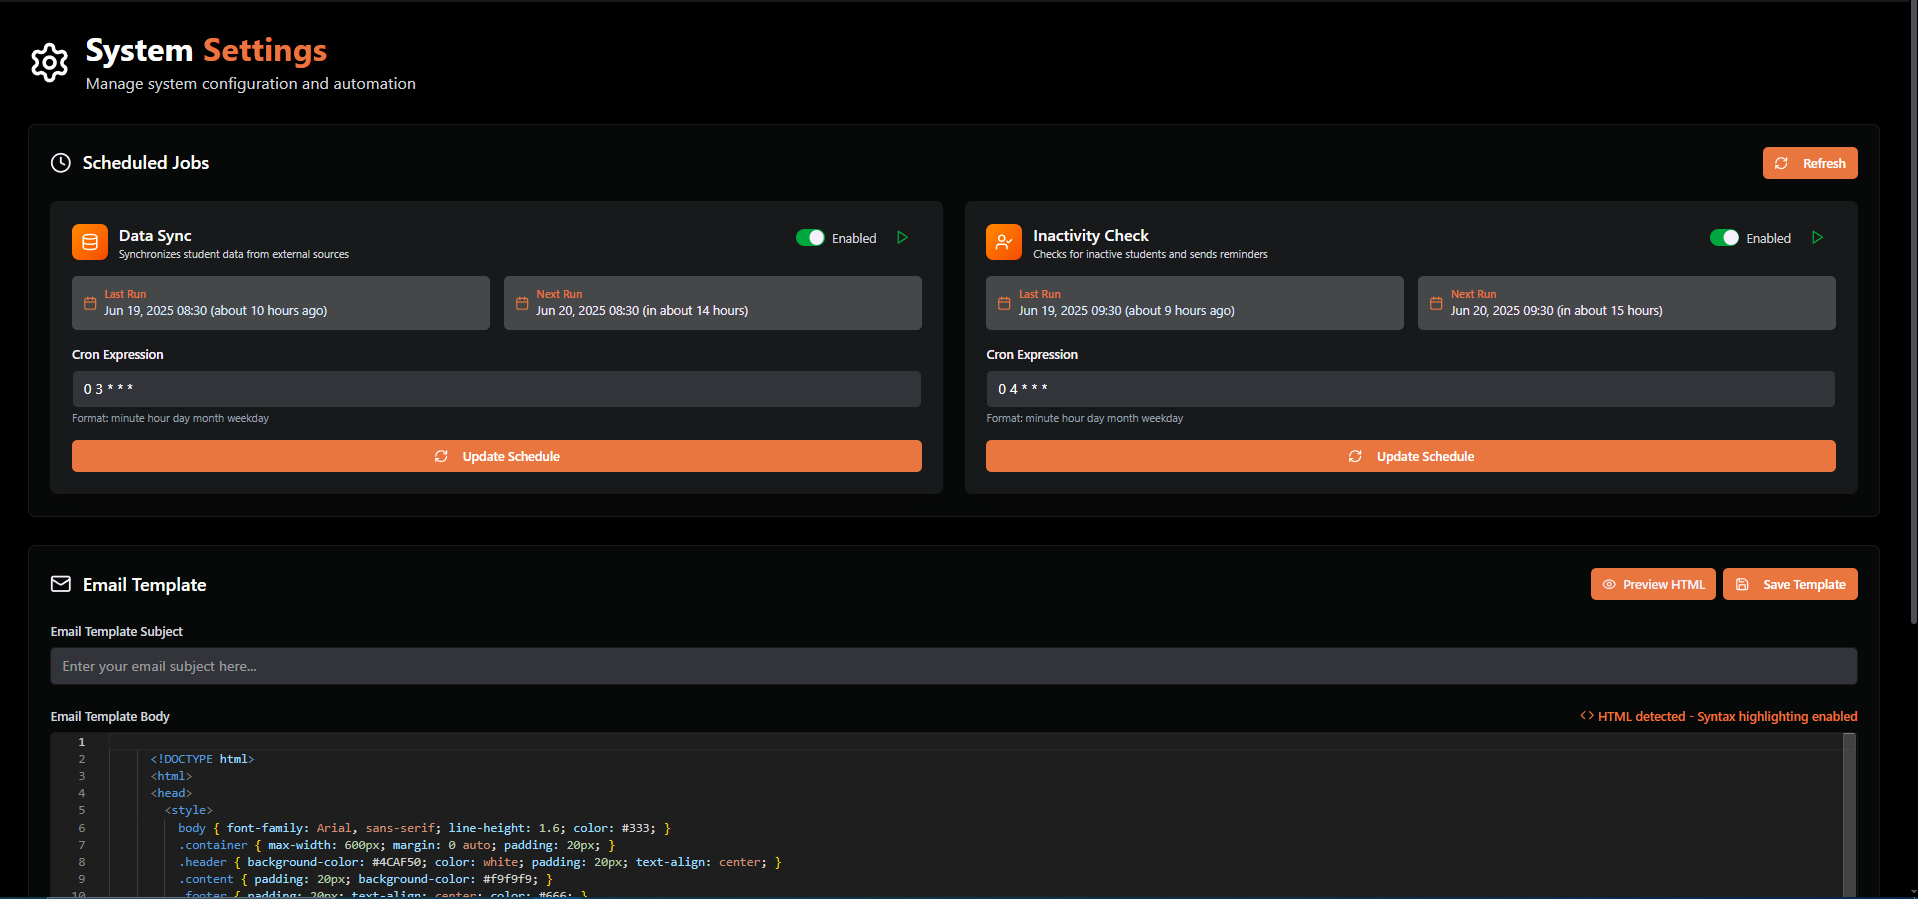 System Settings
Manage system configuration and automation
Scheduled Jobs
Refresh
Data Sync
Synchronizes student data from external sources
Enabled
Last Run
Jun 19, 2025 08:30 (about 10 hours ago)
Next Run
Jun 20, 2025 08:30 (in about 14 hours)
Cron Expression
0 3 * * *
Format: minute hour day month weekday
Update Schedule
Inactivity Check
Checks for inactive students and sends reminders
Enabled
Last Run
Jun 19, 2025 09:30 (about 9 hours ago)
Next Run
Jun 20, 2025 09:30 (in about 15 hours)
Cron Expression
0 4 * * *
Format: minute hour day month weekday
Update Schedule
Email Template
Preview HTML
Save Template
Email Template Subject
Enter your email subject here...
Email Template Body
<> HTML detected - Syntax highlighting enabled
1
2 <!DOCTYPE html>
3 <html>
4 <head>
5 <style>
6 body { font-family: Arial, sans-serif; line-height: 1.6; color: #333; }
7 .container { max-width: 600px; margin: 0 auto; padding: 20px; }
8 .header { background-color: #4CAF50; color: white; padding: 20px; text-align: center; }
9 .content { padding: 20px; background-color: #f9f9f9; }
10 .footer { padding: 20px; text-align: center; color: #666; }